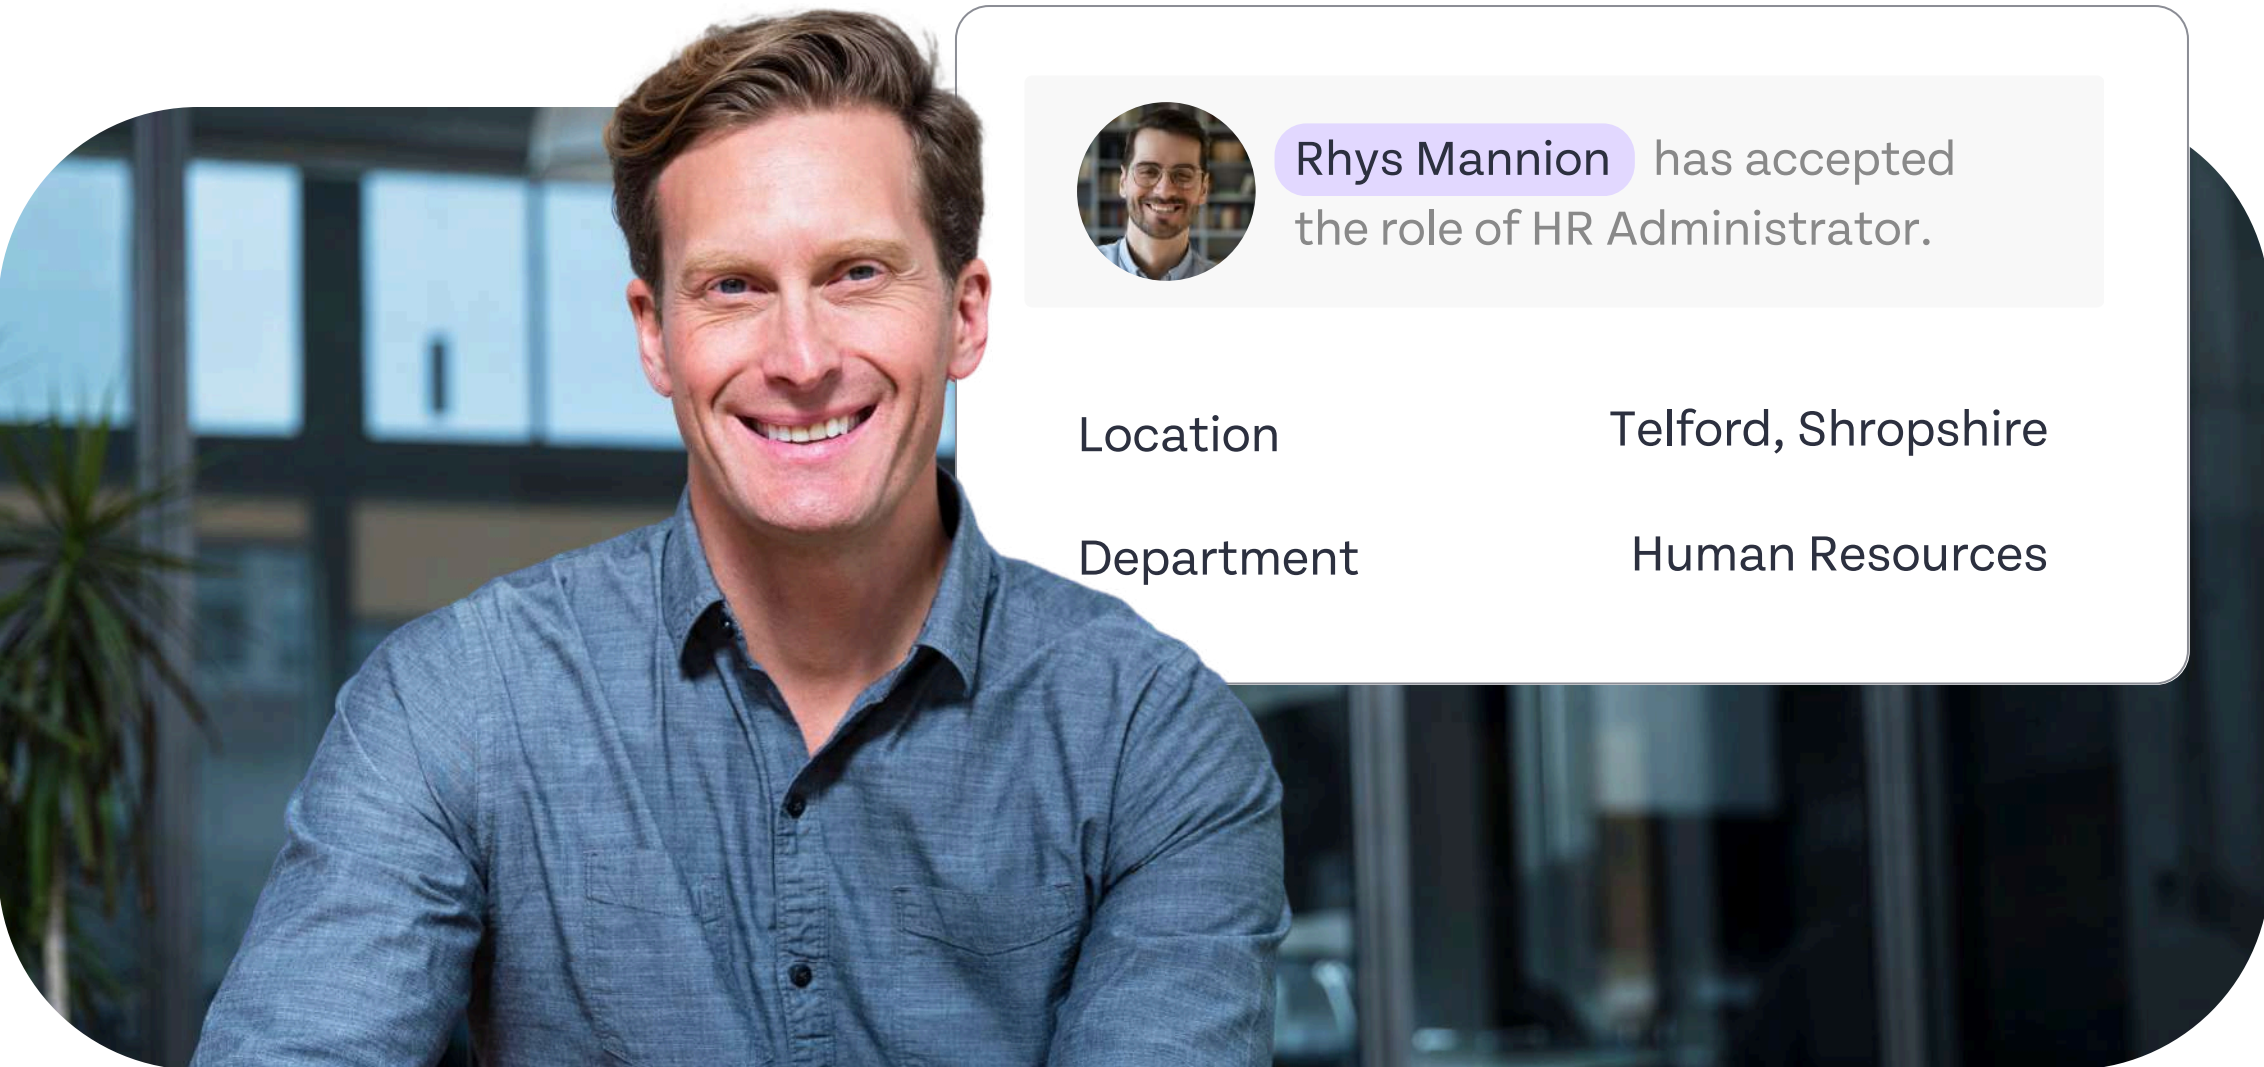 Rhys Mannion has accepted
the role of HR Administrator.
Location Telford, Shropshire
Department Human Resources